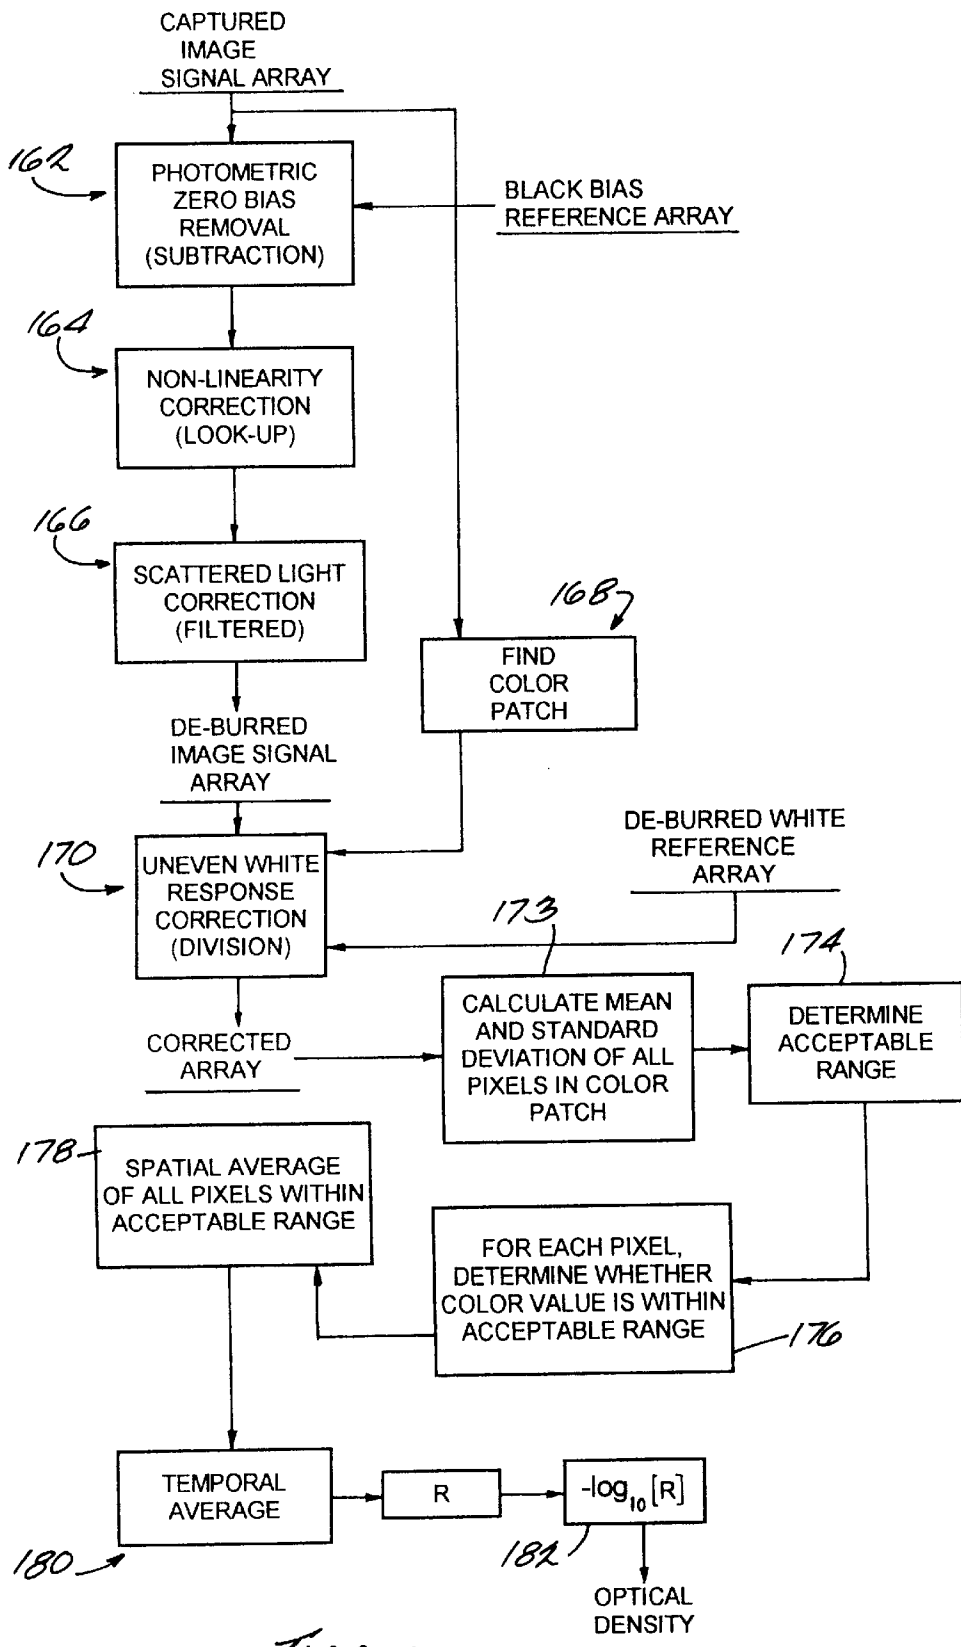 CAPTURED
IMAGE
SIGNAL ARRAY
162
PHOTOMETRIC
ZERO BIAS
REMOVAL
(SUBTRACTION)
BLACK BIAS
REFERENCE ARRAY
164
NON-LINEARITY
CORRECTION
(LOOK-UP)
166
SCATTERED LIGHT
CORRECTION
(FILTERED)
168
FIND
COLOR
PATCH
DE-BURRED
IMAGE SIGNAL
ARRAY
170
UNEVEN WHITE
RESPONSE
CORRECTION
(DIVISION)
DE-BURRED WHITE
REFERENCE
ARRAY
CORRECTED
ARRAY
173
CALCULATE MEAN
AND STANDARD
DEVIATION OF ALL
PIXELS IN COLOR
PATCH
174
DETERMINE
ACCEPTABLE
RANGE
178
SPATIAL AVERAGE
OF ALL PIXELS WITHIN
ACCEPTABLE RANGE
FOR EACH PIXEL,
DETERMINE WHETHER
COLOR VALUE IS WITHIN
ACCEPTABLE RANGE
176
TEMPORAL
AVERAGE
180
R
-log₁₀[R]
182
OPTICAL
DENSITY